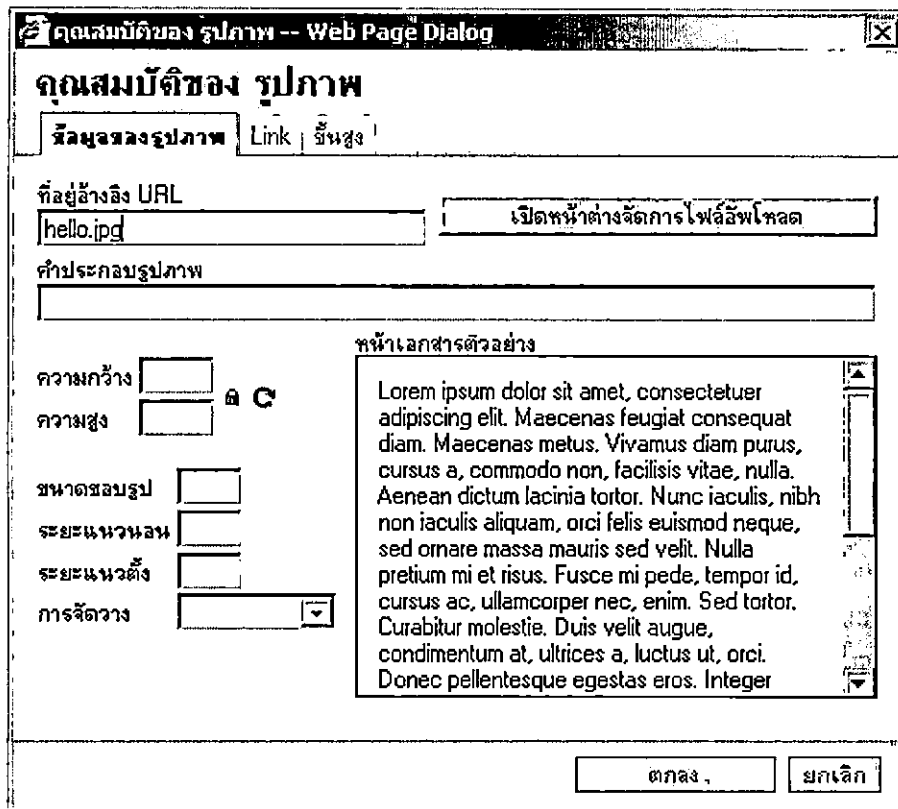 คุณสมบัติของ รูปภาพ -- Web Page Dialog
คุณสมบัติของ รูปภาพ
ข้อมูลของรูปภาพ Link ขั้นสูง
ที่อยู่อ้างอิง URL
เปิดหน้าต่างจัดการไฟล์อัพโหลด
hello.jpg
คำประกอบรูปภาพ
หน้าเอกสารตัวอย่าง
ความกว้าง
ความสูง
ขนาดขอบรูป
ระยะแนวนอน
ระยะแนวตั้ง
การจัดวาง
Lorem ipsum dolor sit amet, consectetuer
adipiscing elit. Maecenas feugiat consequat
diam. Maecenas metus. Vivamus diam purus,
cursus a, commodo non, facilisis vitae, nulla.
Aenean dictum lacinia tortor. Nunc iaculis, nibh
non iaculis aliquam, orci felis euismod neque,
sed ornare massa mauris sed velit. Nulla
pretium mi et risus. Fusce mi pede, tempor id,
cursus ac, ullamcorper nec, enim. Sed tortor.
Curabitur molestie. Duis velit augue,
condimentum at, ultrices a, luctus ut, orci.
Donec pellentesque egestas eros. Integer
ตกลง
ยกเลิก